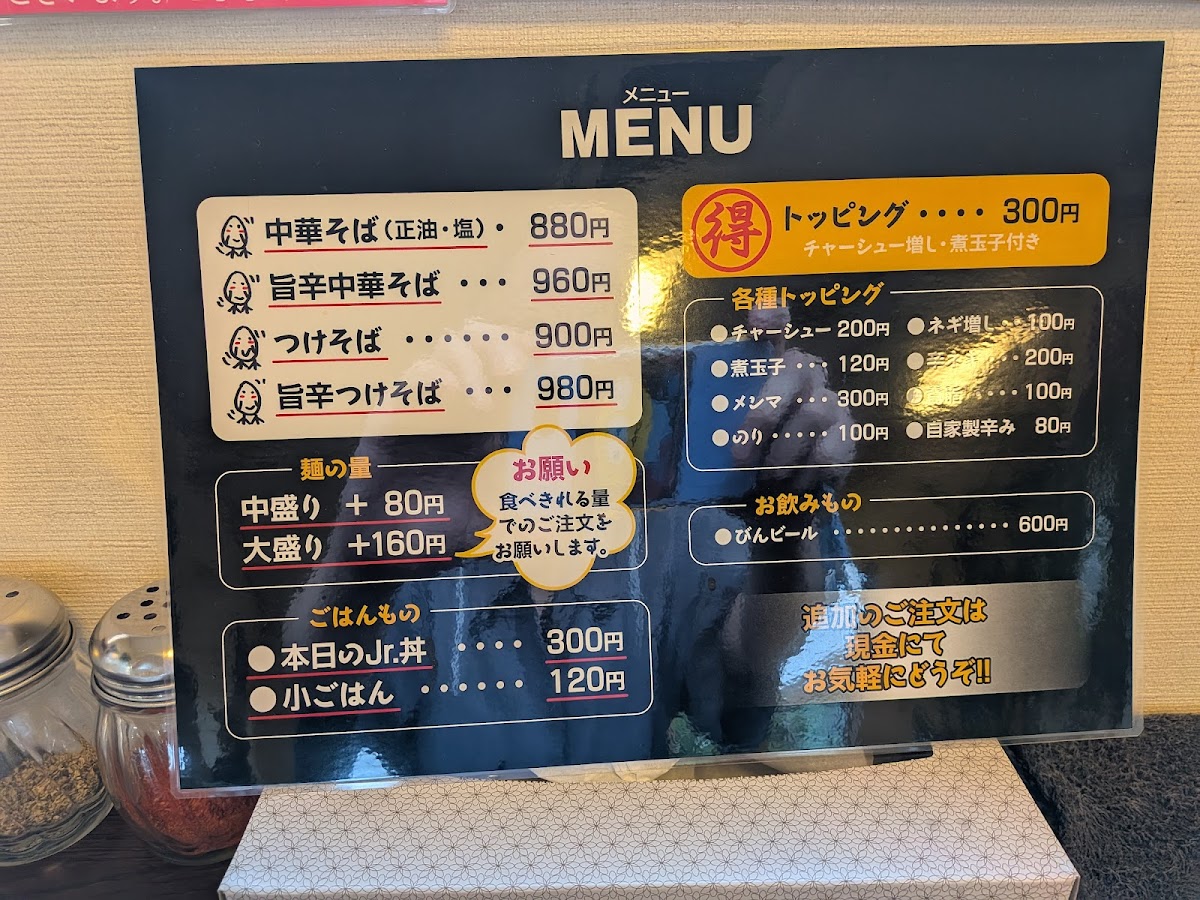 メニュー
MENU
中華そば(正油・塩)・ 880円
旨辛中華そば ・・・ 960円
つけそば ・・・・・・ 900円
旨辛つけそば ・・・ 980円
麺の量
中盛り + 80円
大盛り +160円
お願い
食べきれる量
でのご注文を
お願いします。
ごはんもの
●本日のJr.丼 ・・・・ 300円
●小ごはん ・・・・・・ 120円
得
トッピング・・・・ 300円
チャーシュー増し・煮玉子付き
各種トッピング
●チャーシュー 200円
●煮玉子 ・・・ 120円
●メンマ ・・・ 300円
●のり・・・・・ 100円
●ネギ増し・・100円
●辛ネギ・・・200円
100円
●自家製辛み 80円
お飲みもの
●びんビール ・・・・・・・・・・・・・・・ 600円
追加のご注文は
現金にて
お気軽にどうぞ!!